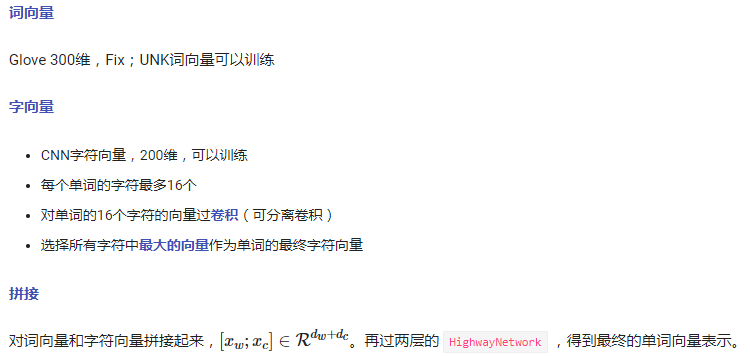 词向量
Glove 300维，Fix；UNK词向量可以训练
字向量
• CNN字符向量，200维，可以训练
• 每个单词的字符最多16个
• 对单词的16个字符的向量过卷积（可分离卷积）
• 选择所有字符中最大的向量作为单词的最终字符向量
拼接
对词向量和字符向量拼接起来，$[x_w; x_c] \in \mathcal{R}^{d_w+d_c}$。再过两层的 HighwayNetwork ，得到最终的单词向量表示。